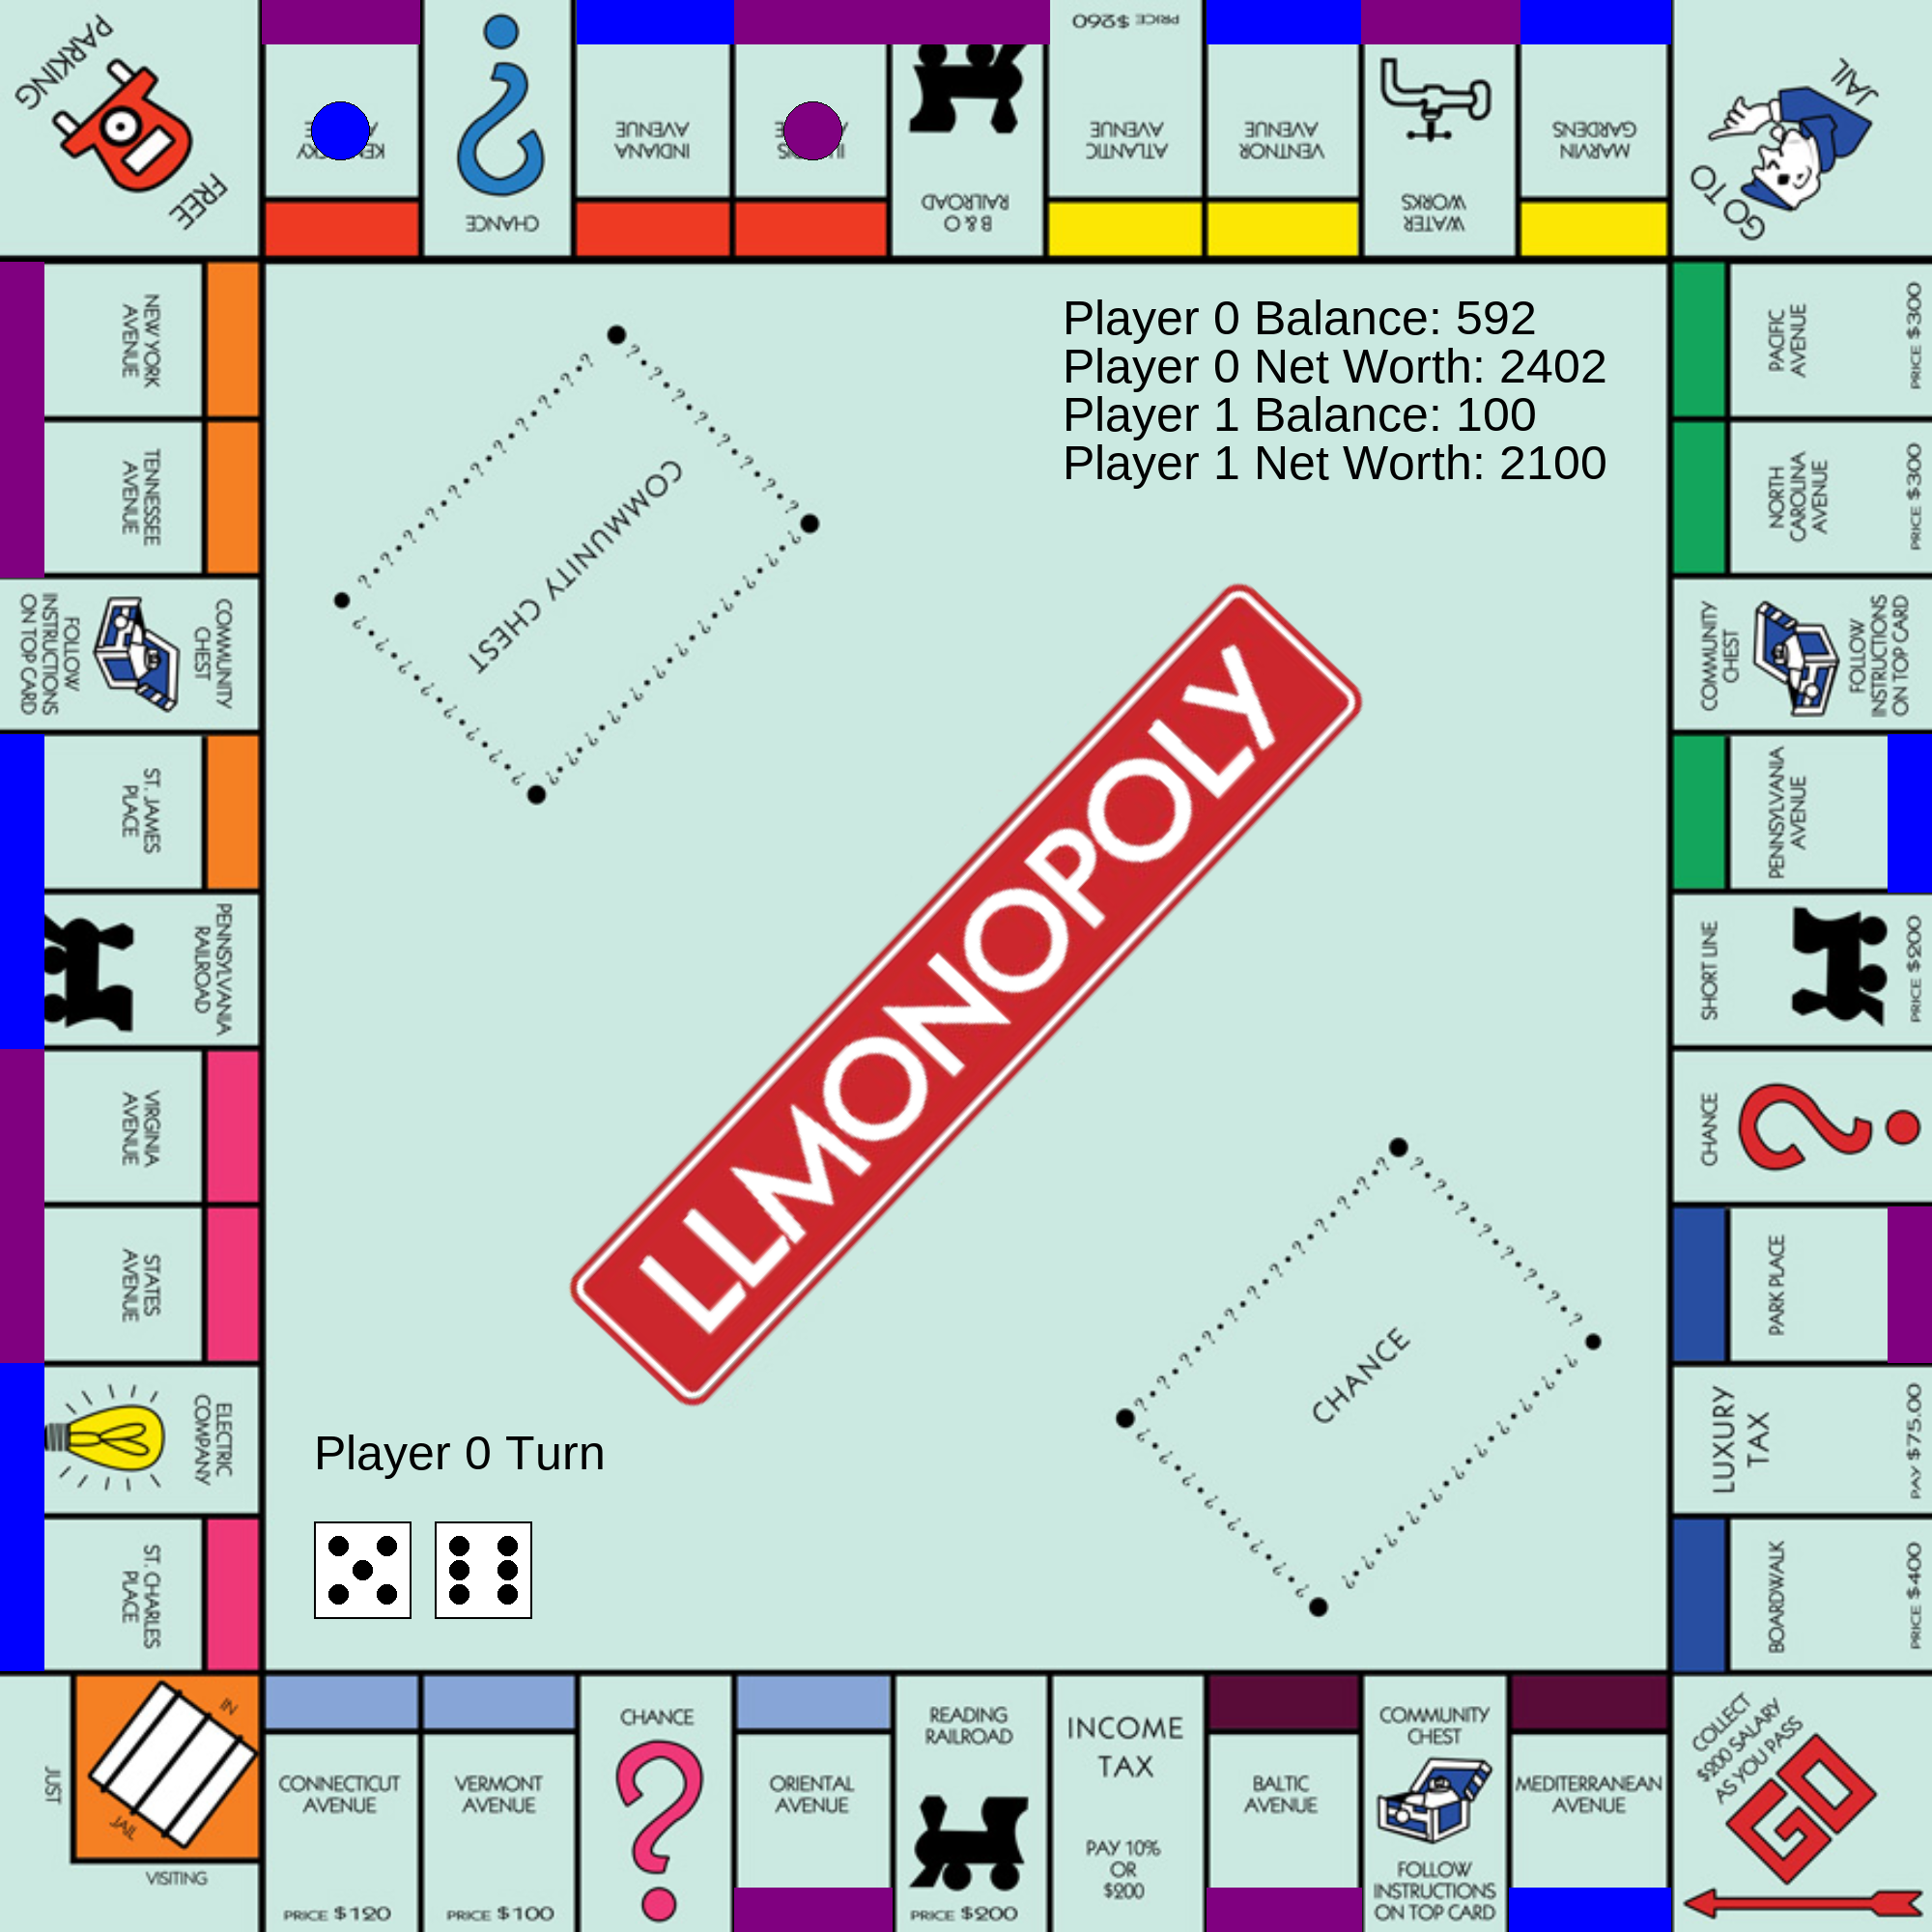 PARKING
FREE
KENTUCKY
CHANCE
INDIANA
AVENUE
ILLINOIS
B & O
RAILROAD
PRICE $260
ATLANTIC
AVENUE
VENTNOR
AVENUE
WATER
WORKS
MARVIN
GARDENS
GO TO
JAIL
NEW YORK
AVENUE
TENNESSEE
AVENUE
COMMUNITY
CHEST
FOLLOW
INSTRUCTIONS
ON TOP CARD
ST. JAMES
PLACE
PENNSYLVANIA
RAILROAD
VIRGINIA
AVENUE
STATES
AVENUE
ELECTRIC
COMPANY
ST. CHARLES
PLACE
Player 0 Balance: 592
Player 0 Net Worth: 2402
Player 1 Balance: 100
Player 1 Net Worth: 2100
COMMUNITY CHEST
LLMONOPOLY
CHANCE
Player 0 Turn
PACIFIC
AVENUE
PRICE $300
NORTH
CAROLINA
AVENUE
PRICE $300
COMMUNITY
CHEST
FOLLOW
INSTRUCTIONS
ON TOP CARD
PENNSYLVANIA
AVENUE
SHORT LINE
PRICE $200
CHANCE
PARK PLACE
LUXURY
TAX
PAY $75.00
BOARDWALK
PRICE $400
JUST
VISITING
IN
JAIL
CONNECTICUT
AVENUE
PRICE $120
VERMONT
AVENUE
PRICE $100
CHANCE
ORIENTAL
AVENUE
READING
RAILROAD
PRICE $200
INCOME
TAX
PAY 10%
OR
$200
BALTIC
AVENUE
COMMUNITY
CHEST
FOLLOW
INSTRUCTIONS
ON TOP CARD
MEDITERRANEAN
AVENUE
COLLECT
$200 SALARY
AS YOU PASS
GO